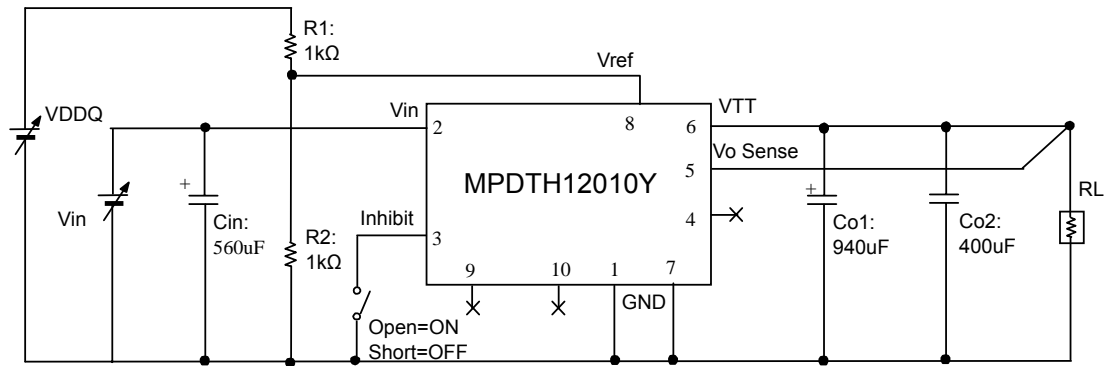 R1:
1kΩ
Vref
VDDQ
Vin
2
8
6
VTT
Vo Sense
5
MPDTH12010Y
RL
Vin
+
Cin:
560uF
Inhibit
3
4
+
Co1:
940uF
Co2:
400uF
R2:
1kΩ
9
10
1
7
GND
Open=ON
Short=OFF